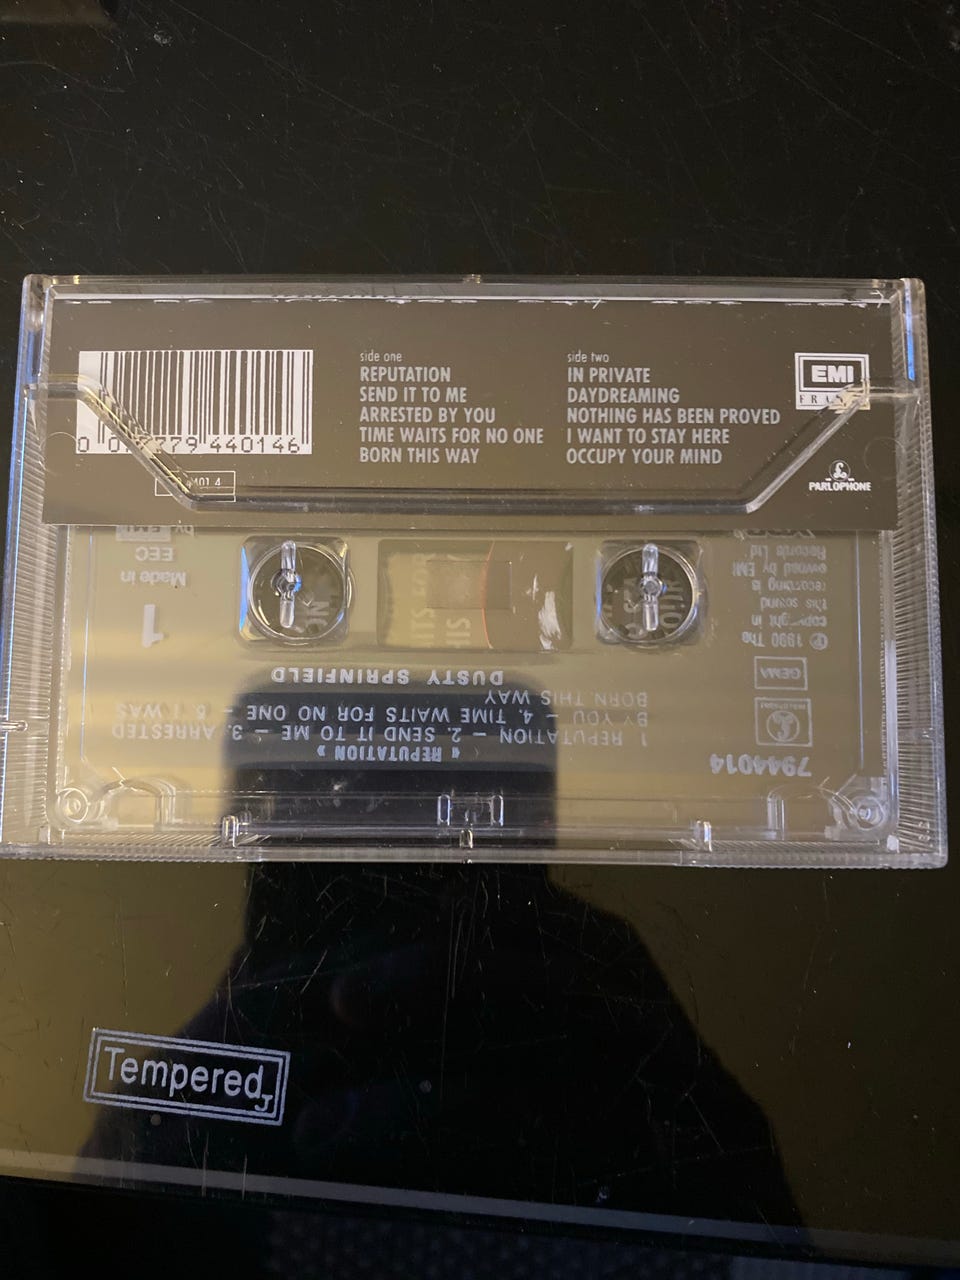 side one
REPUTATION
SEND IT TO ME
ARRESTED BY YOU
TIME WAITS FOR NO ONE
BORN THIS WAY
side two
IN PRIVATE
DAYDREAMING
NOTHING HAS BEEN PROVED
I WANT TO STAY HERE
OCCUPY YOUR MIND
EMI
FRANCE
PARLOPHONE
440146
7944014
« REPUTATION »
1. REPUTATION – 2. SEND IT TO ME – 3. ARRESTED
BY YOU – 4. TIME WAITS FOR NO ONE – 5. I WAS
BORN THIS WAY
DUSTY SPRINFIELD
GEMA
℗ 1990 The
copyright in
this sound
recording is
owned by EMI
Records Ltd
1
Made in
EEC
by EMI
Tempered
J